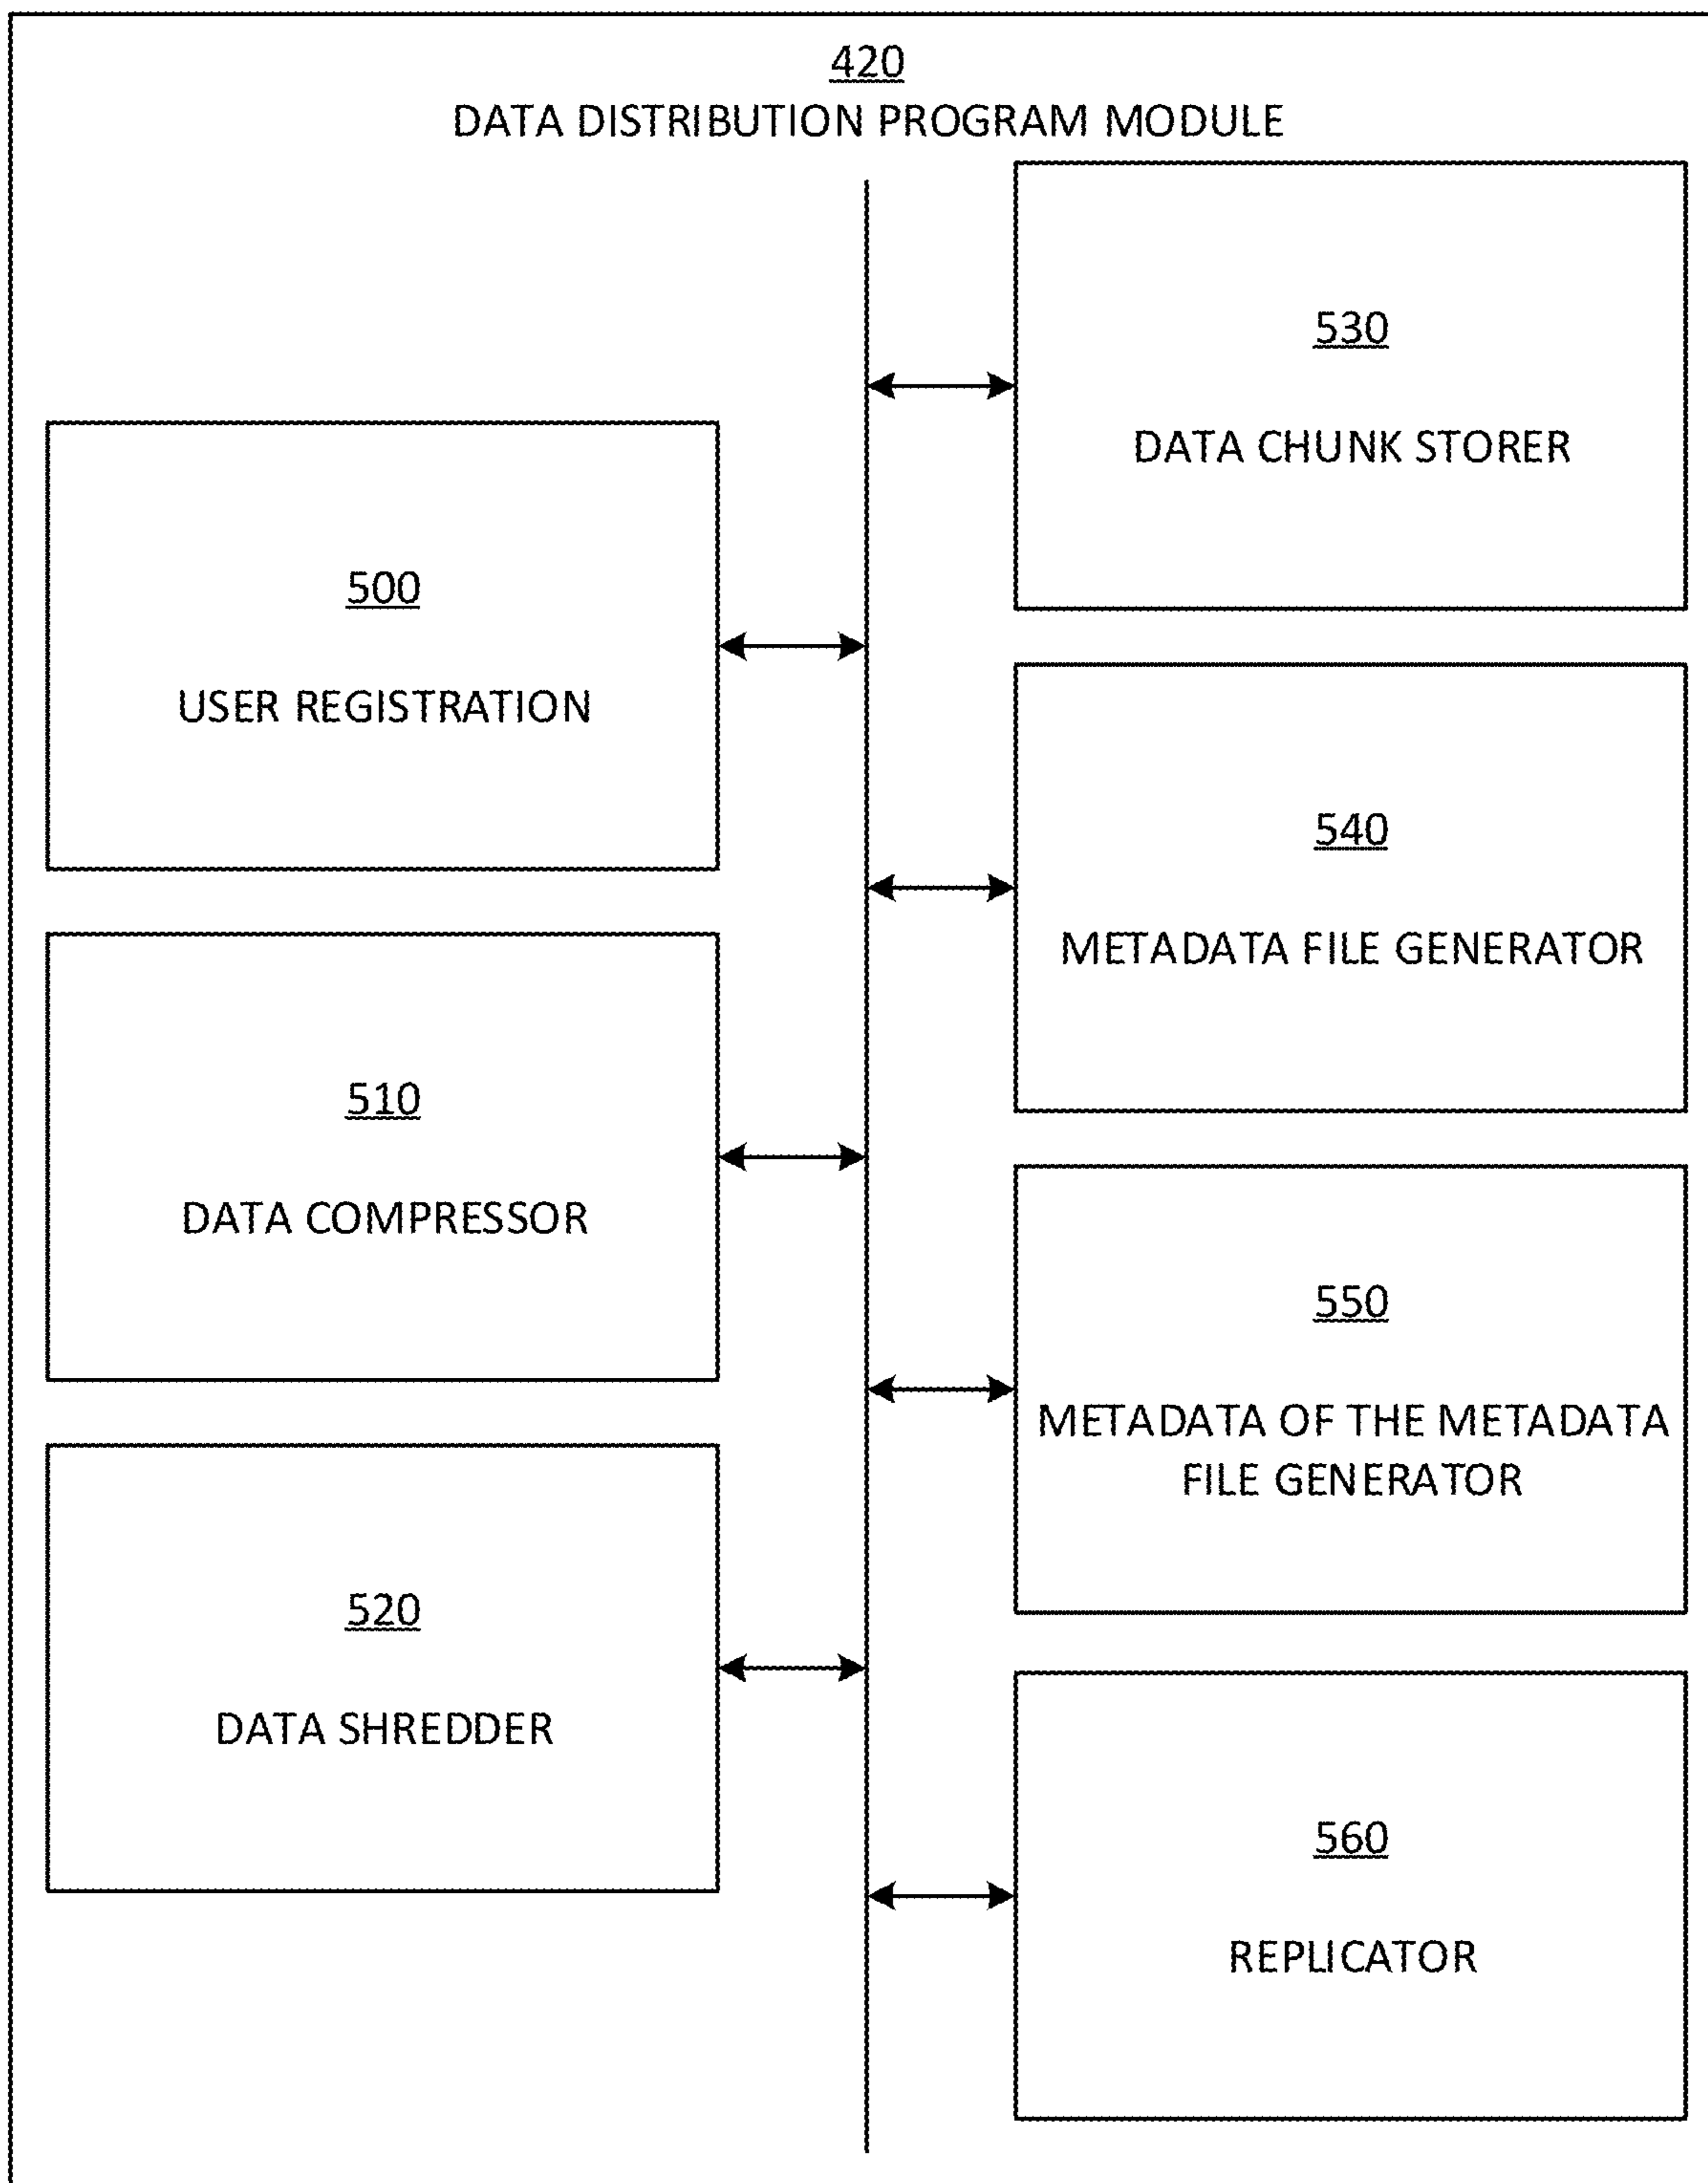 420
DATA DISTRIBUTION PROGRAM MODULE
500
USER REGISTRATION
510
DATA COMPRESSOR
520
DATA SHREDDER
530
DATA CHUNK STORER
540
METADATA FILE GENERATOR
550
METADATA OF THE METADATA
FILE GENERATOR
560
REPLICATOR